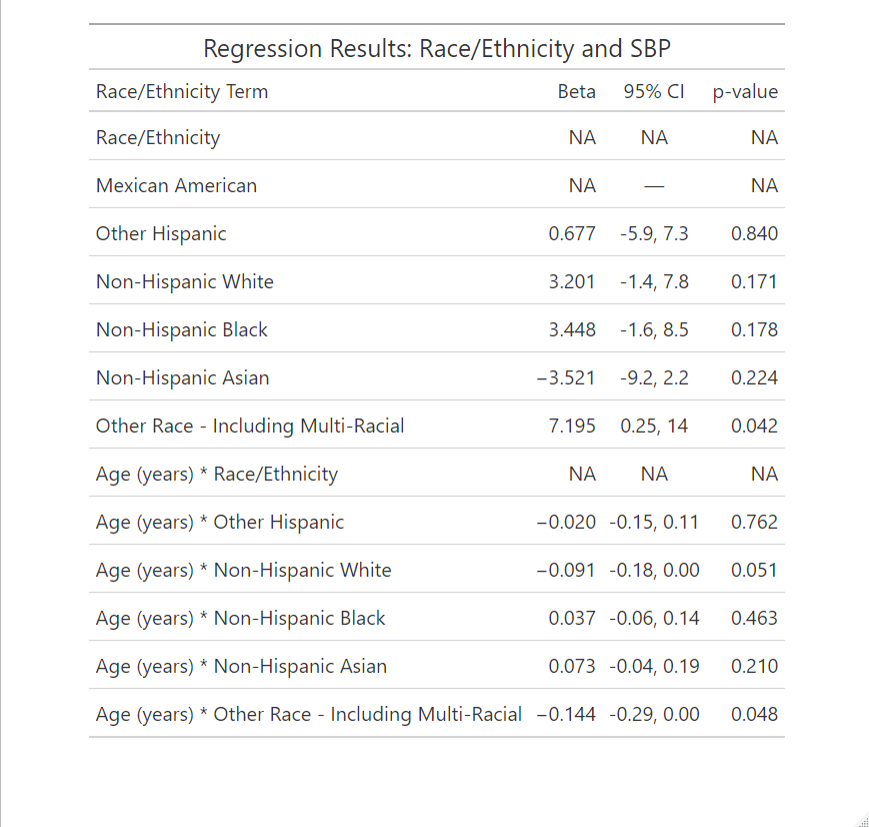 Regression Results: Race/Ethnicity and SBP
Race/Ethnicity Term Beta 95% CI p-value
Race/Ethnicity NA NA NA
Mexican American NA — NA
Other Hispanic 0.677 -5.9, 7.3 0.840
Non-Hispanic White 3.201 -1.4, 7.8 0.171
Non-Hispanic Black 3.448 -1.6, 8.5 0.178
Non-Hispanic Asian −3.521 -9.2, 2.2 0.224
Other Race - Including Multi-Racial 7.195 0.25, 14 0.042
Age (years) * Race/Ethnicity NA NA NA
Age (years) * Other Hispanic −0.020 -0.15, 0.11 0.762
Age (years) * Non-Hispanic White −0.091 -0.18, 0.00 0.051
Age (years) * Non-Hispanic Black 0.037 -0.06, 0.14 0.463
Age (years) * Non-Hispanic Asian 0.073 -0.04, 0.19 0.210
Age (years) * Other Race - Including Multi-Racial −0.144 -0.29, 0.00 0.048